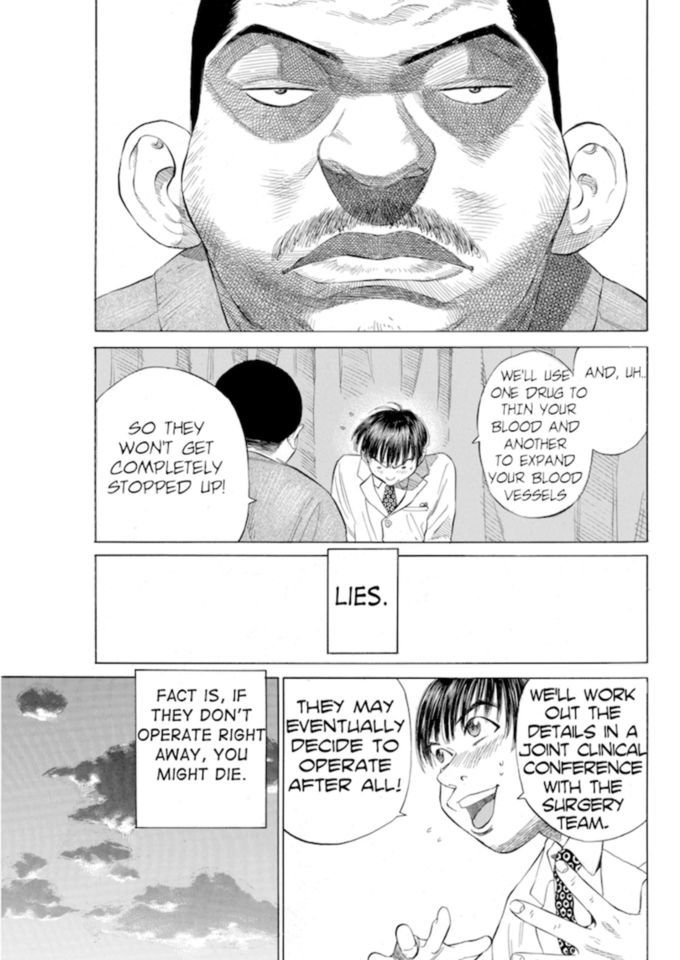 AND, UH..
WE'LL USE
ONE DRUG TO
THIN YOUR
BLOOD AND
ANOTHER
TO EXPAND
YOUR BLOOD
VESSELS
SO THEY
WON'T GET
COMPLETELY
STOPPED UP!
LIES.
WE'LL WORK
OUT THE
DETAILS IN A
JOINT CLINICAL
CONFERENCE
WITH THE
SURGERY
TEAM.
THEY MAY
EVENTUALLY
DECIDE TO
OPERATE
AFTER ALL!
FACT IS, IF
THEY DON'T
OPERATE RIGHT
AWAY, YOU
MIGHT DIE.